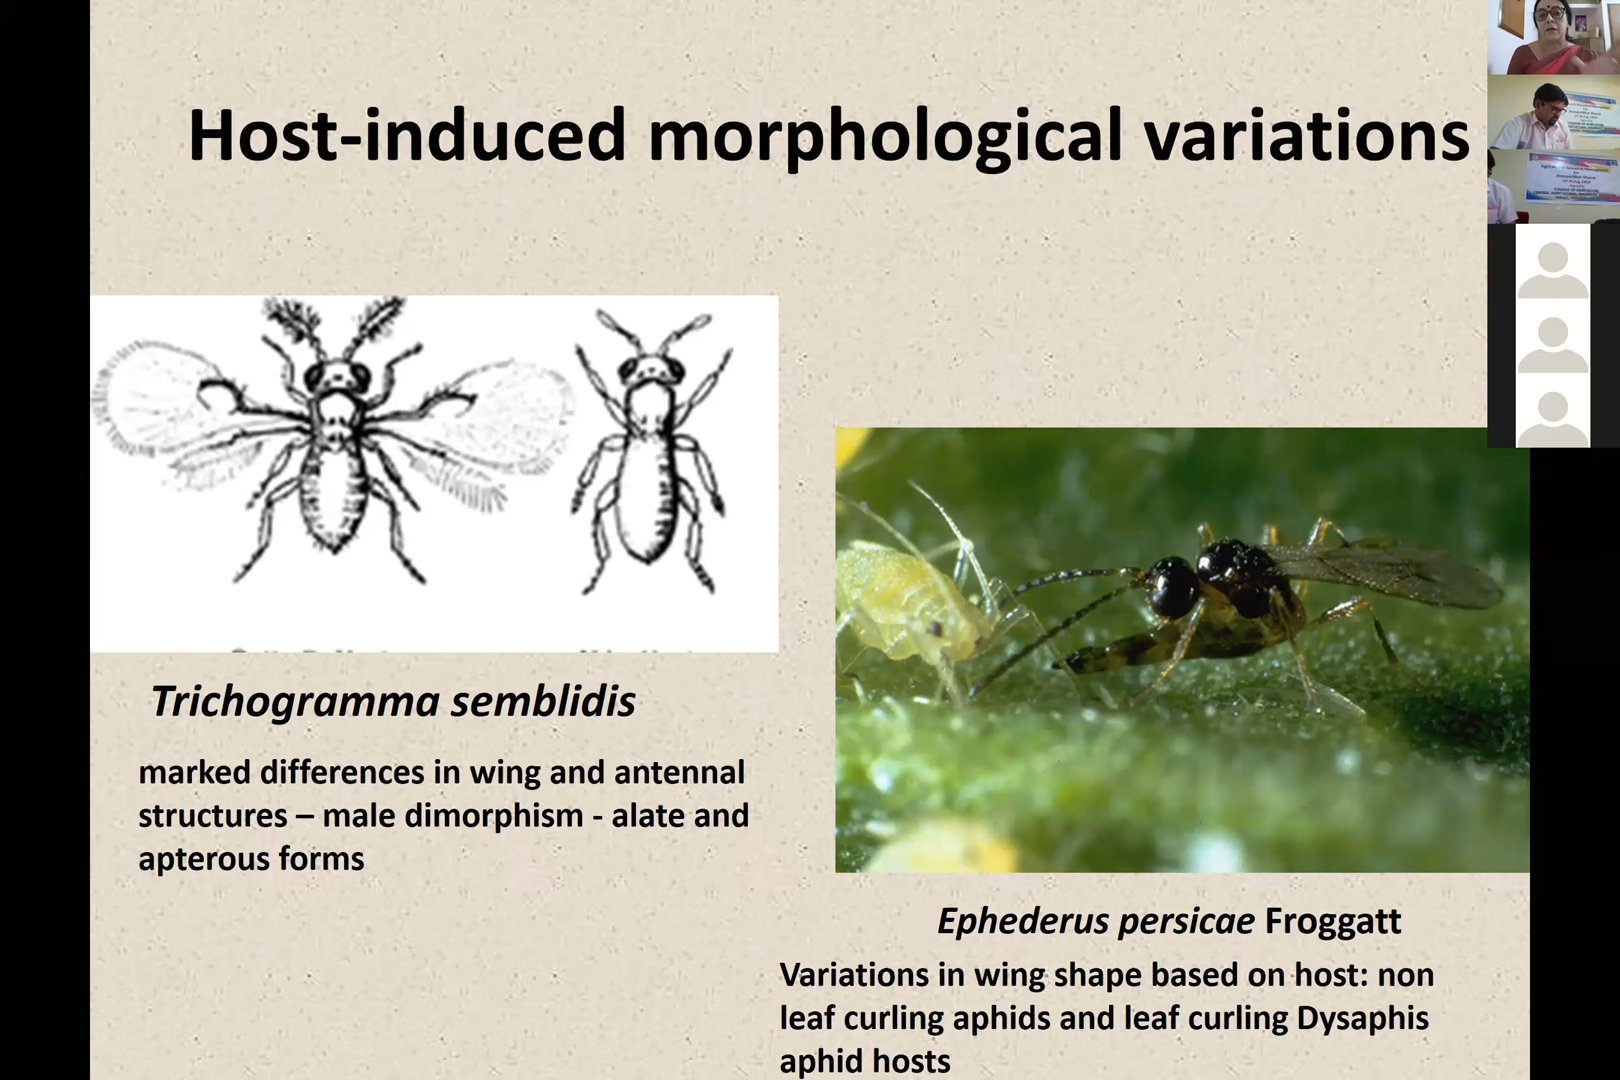 Host-induced morphological variations
Trichogramma semblidis
marked differences in wing and antennal
structures – male dimorphism - alate and
apterous forms
Ephederus persicae Froggatt
Variations in wing shape based on host: non
leaf curling aphids and leaf curling Dysaphis
aphid hosts